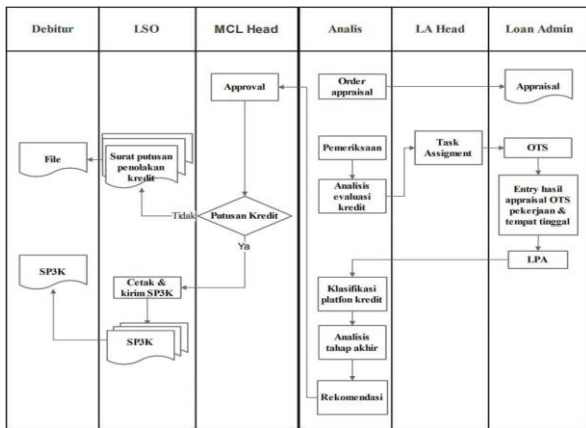 Debitur
LSO
MCL Head
Analis
LA Head
Loan Admin
Approval
Order
appraisal
Appraisal
File
Surat putusan
penolakan
kredit
Pemeriksaan
Task
Assigment
OTS
Analisis
evaluasi
kredit
Entry hasil
appraisal OTS
pekerjaan &
tempat tinggal
Tidak
Putusan Kredit
Ya
LPA
SP3K
Cetak &
kirim SP3K
Klasifikasi
platfon kredit
SP3K
Analisis
tahap akhir
Rekomendasi